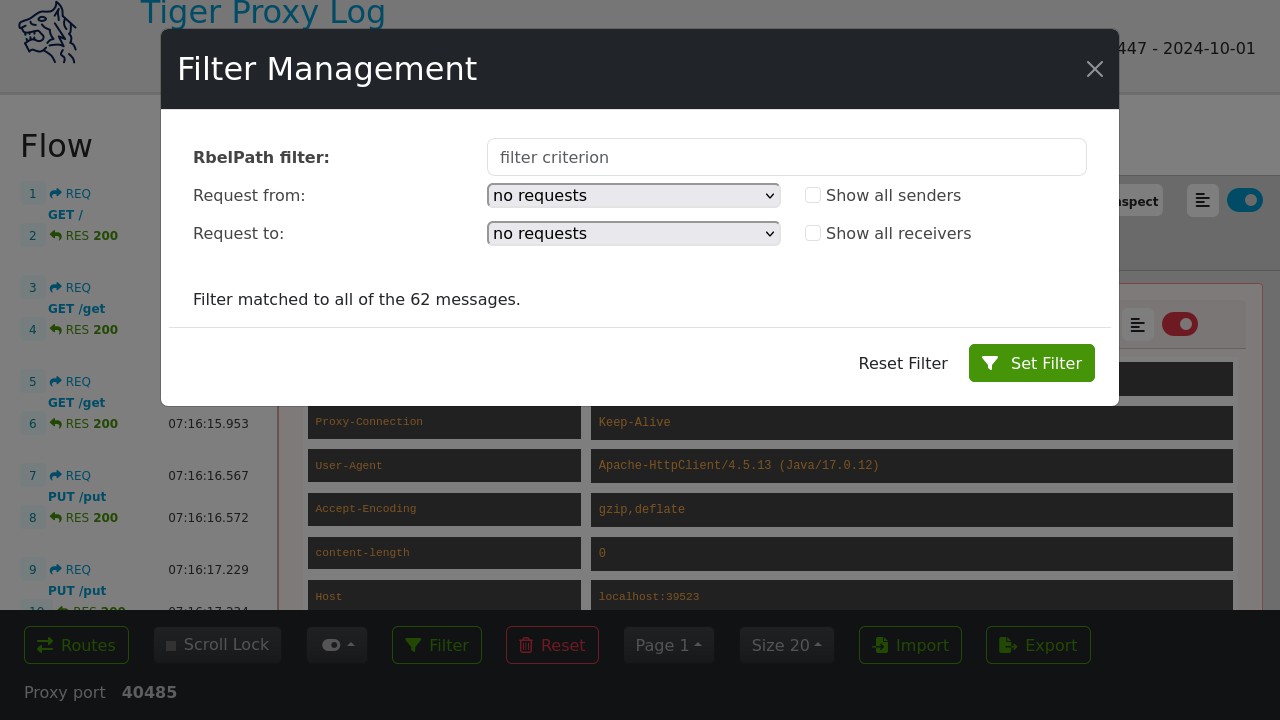 Tiger Proxy Log
447 - 2024-10-01
Filter Management
RbelPath filter:
filter criterion
Request from:
no requests
Show all senders
Request to:
no requests
Show all receivers
Filter matched to all of the 62 messages.
Reset Filter
Set Filter
Flow
1 REQ
GET /
2 RES 200
3 REQ
GET /get
4 RES 200
5 REQ
GET /get
6 RES 200 07:16:15.953
7 REQ 07:16:16.567
PUT /put
8 RES 200 07:16:16.572
9 REQ 07:16:17.229
PUT /put
10 RES 200 07:16:17.234
nspect
Proxy-Connection Keep-Alive
User-Agent Apache-HttpClient/4.5.13 (Java/17.0.12)
Accept-Encoding gzip,deflate
content-length 0
Host localhost:39523
Routes
Scroll Lock
Filter
Reset
Page 1
Size 20
Import
Export
Proxy port 40485